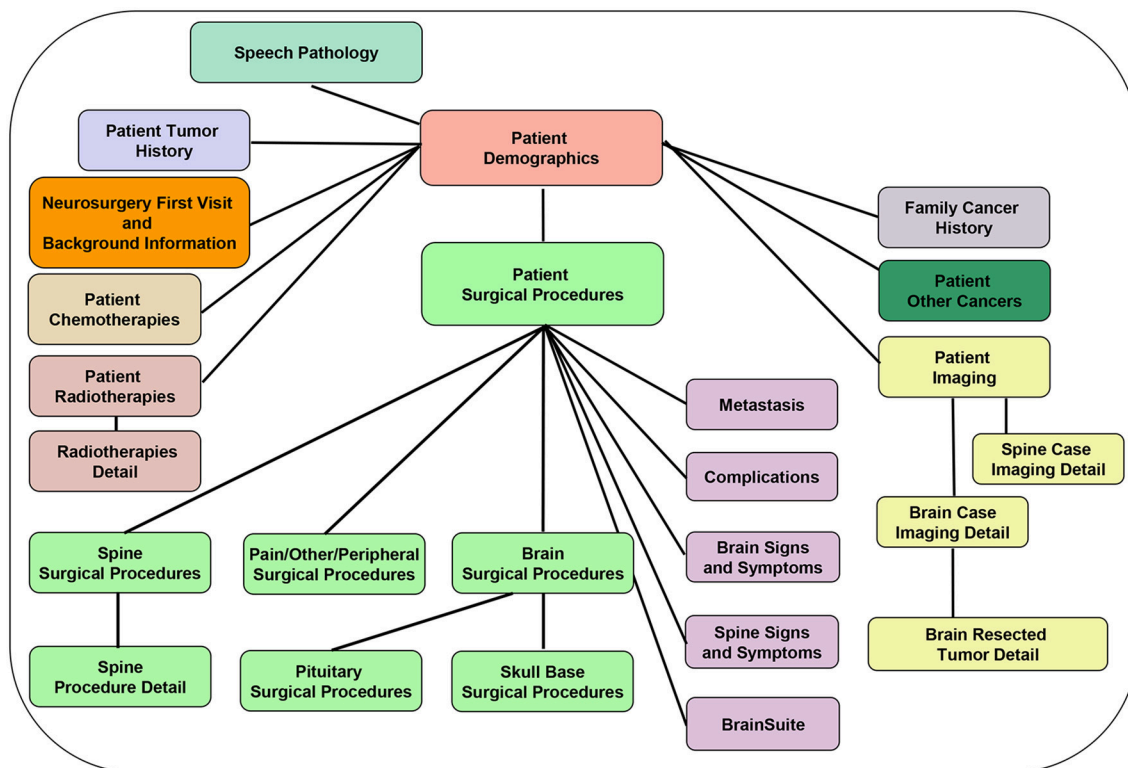 Speech Pathology
Patient Tumor
History
Patient
Demographics
Neurosurgery First Visit
and
Background Information
Family Cancer
History
Patient
Surgical Procedures
Patient
Other Cancers
Patient
Chemotherapies
Patient
Imaging
Patient
Radiotherapies
Metastasis
Radiotherapies
Detail
Spine Case
Imaging Detail
Complications
Brain Case
Imaging Detail
Spine
Surgical Procedures
Pain/Other/Peripheral
Surgical Procedures
Brain
Surgical Procedures
Brain Signs
and Symptoms
Spine Signs
and Symptoms
Brain Resected
Tumor Detail
Spine
Procedure Detail
Pituitary
Surgical Procedures
Skull Base
Surgical Procedures
BrainSuite